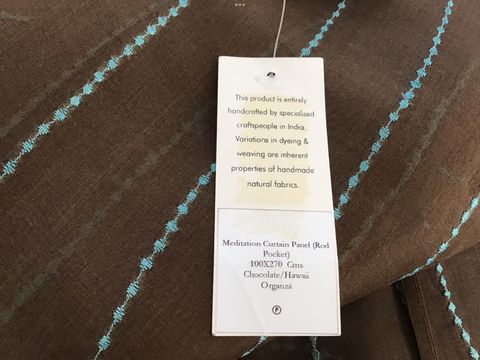 This product is entirely
handcrafted by specialised
craftspeople in India.
Variations in dyeing &
weaving are inherent
properties of handmade
natural fabrics.
Meditation Curtain Panel (Rod
Pocket)
100X270 Cms
Chocolate/Hawaii
Organza
P